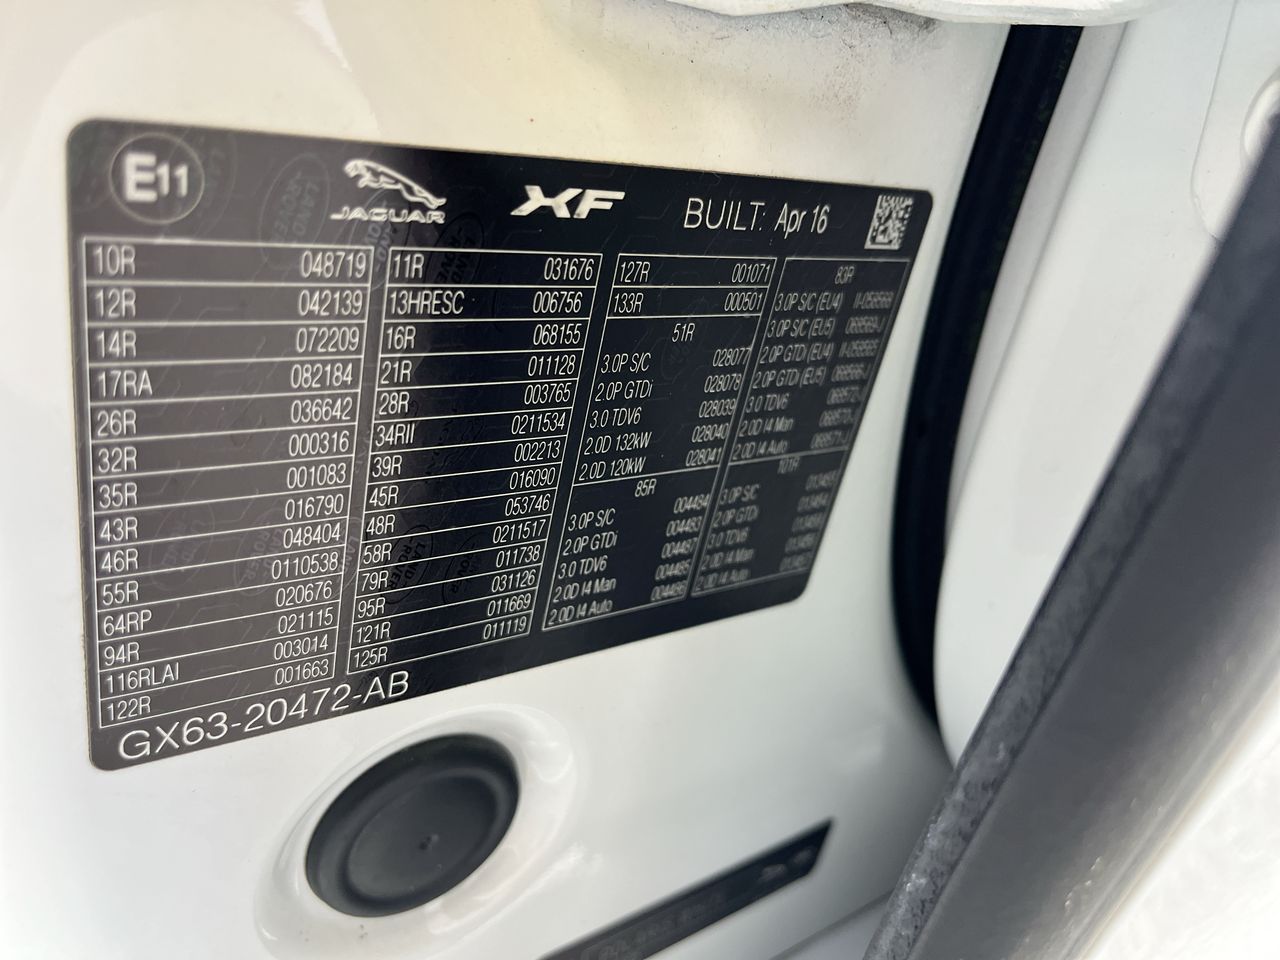 E11
JAGUAR
XF
BUILT: Apr 16
10R 048719
12R 042139
14R 072209
17RA 082184
26R 036642
32R 000316
35R 001083
43R 016790
46R 048404
55R 0110538
64RP 020676
94R 021115
116RLAI 003014
122R 001663
11R 031676
13HRESC 006756
16R 068155
21R 011128
28R 003765
34RII 0211534
39R 002213
45R 016090
48R 053746
58R 0211517
79R 011738
95R 031126
121R 011669
125R 011119
127R 001071
133R 000501
51R
3.0P S/C 028077
2.0P GTDi 028078
3.0 TDV6 028039
2.0D 132kW 028040
2.0D 120kW 028041
85R
3.0P S/C 004484
2.0P GTDi 004483
3.0 TDV6 004487
2.0D I4 Man 004485
2.0D I4 Auto 004486
83R
3.0P S/C (EU4)
3.0P S/C (EU5)
2.0P GTDi (EU4)
2.0P GTDi (EU5)
3.0 TDV6
2.0D I4 Man
2.0D I4 Auto
101R
3.0P S/C
2.0P GTDi
3.0 TDV6
2.0D I4 Man
2.0D I4 Auto
GX63-20472-AB